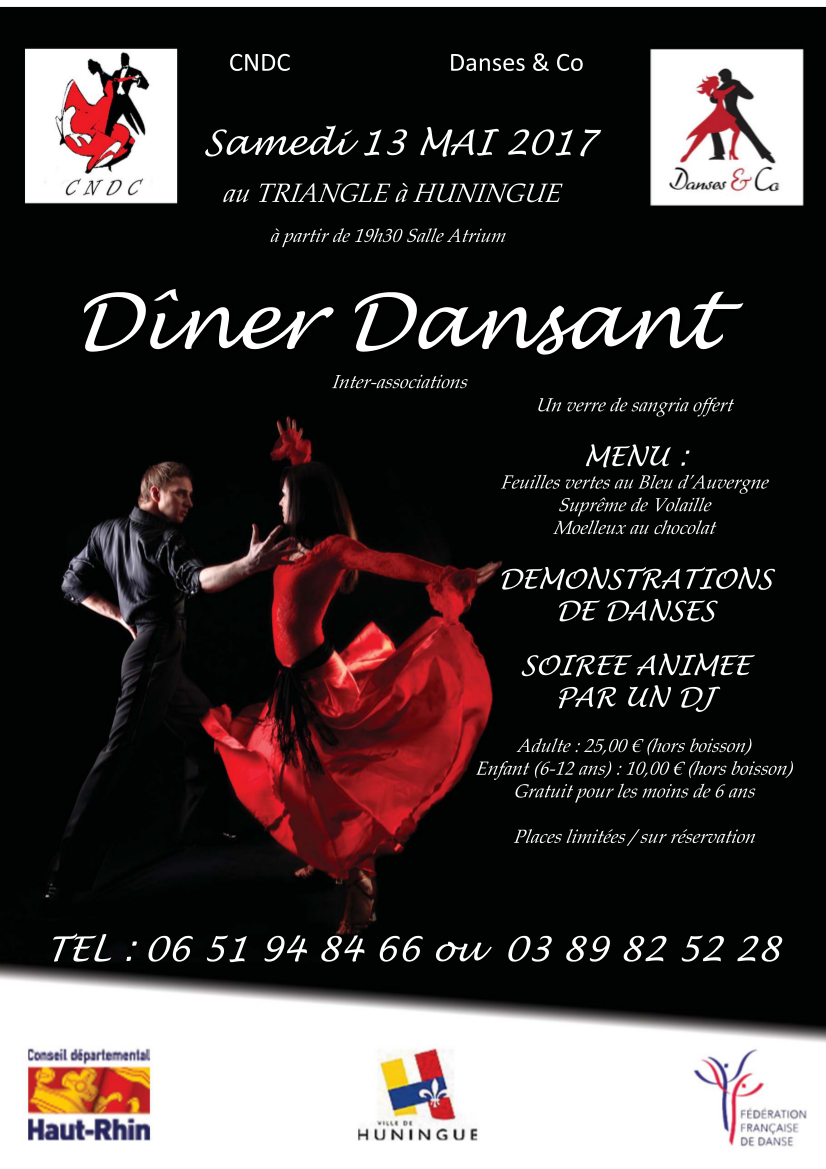 CNDC
Danses & Co
CNDC
Danses & Co
Samedi 13 MAI 2017
au TRIANGLE à HUNINGUE
à partir de 19h30 Salle Atrium
Dîner Dansant
Inter-associations
Un verre de sangria offert
MENU :
Feuilles vertes au Bleu d’Auvergne
Suprême de Volaille
Moelleux au chocolat
DEMONSTRATIONS
DE DANSES
SOIREE ANIMEE
PAR UN DJ
Adulte : 25,00 € (hors boisson)
Enfant (6-12 ans) : 10,00 € (hors boisson)
Gratuit pour les moins de 6 ans
Places limitées / sur réservation
TEL : 06 51 94 84 66 ou 03 89 82 52 28
Conseil départemental
Haut-Rhin
VILLE DE
HUNINGUE
FÉDÉRATION
FRANÇAISE
DE DANSE